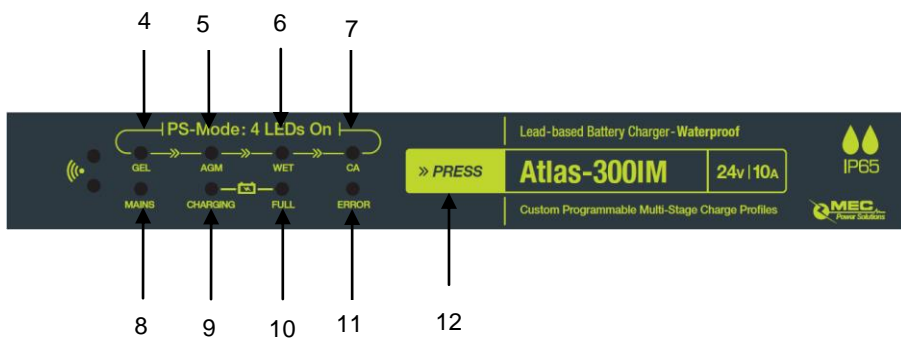 4 5 6 7
PS-Mode: 4 LEDs On
GEL AGM WET CA
MAINS CHARGING FULL ERROR
» PRESS
Lead-based Battery Charger-Waterproof
Atlas-300IM 24V|10A
Custom Programmable Multi-Stage Charge Profiles
IP65
MEC
Power Solutions
8 9 10 11 12